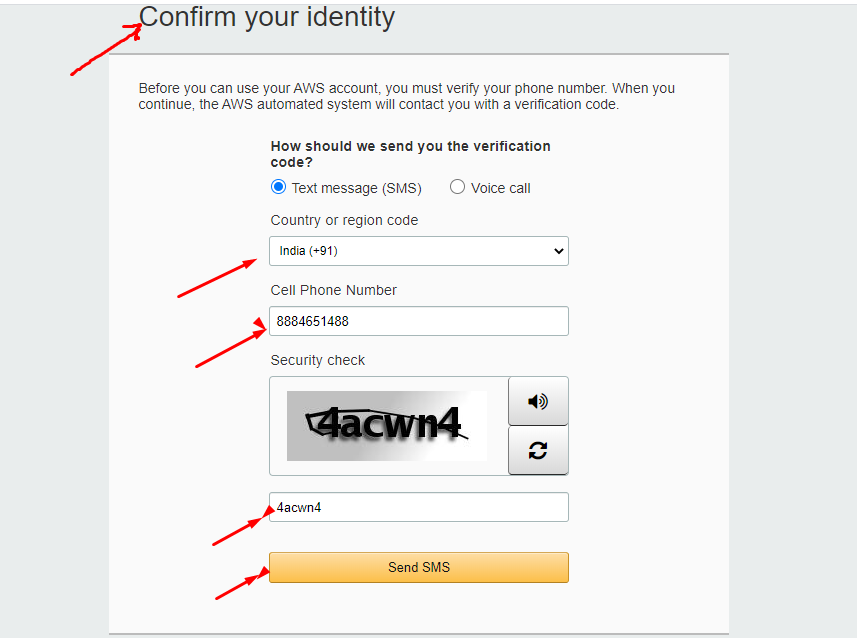 Confirm your identity
Before you can use your AWS account, you must verify your phone number. When you
continue, the AWS automated system will contact you with a verification code.
How should we send you the verification
code?
Text message (SMS) Voice call
Country or region code
India (+91)
Cell Phone Number
8884651488
Security check
4acwn4
4acwn4
Send SMS